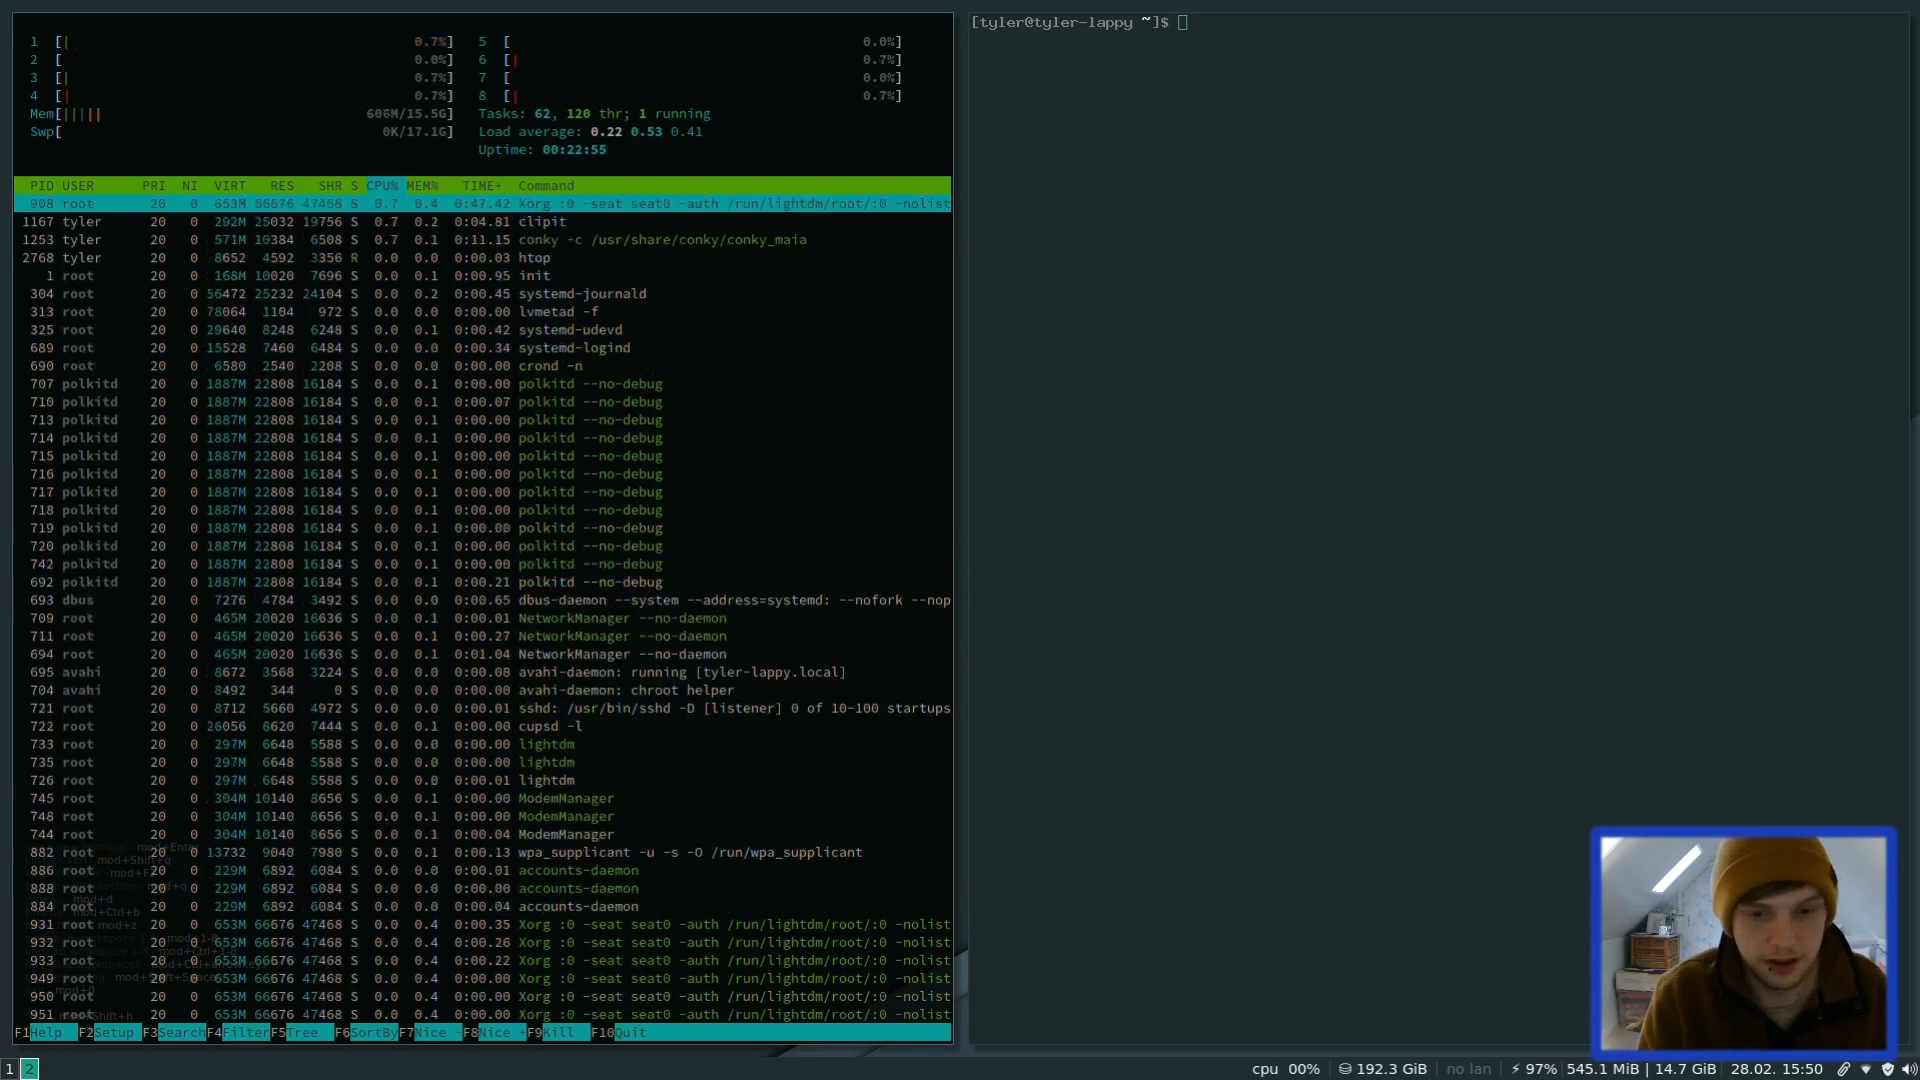 [tyler@tyler-lappy ~]$
1 [| 0.7%] 5 [ 0.0%]
2 [ 0.0%] 6 [| 0.7%]
3 [| 0.7%] 7 [ 0.0%]
4 [| 0.7%] 8 [| 0.7%]
Mem[||||| 606M/15.5G] Tasks: 62, 120 thr; 1 running
Swp[ 0K/17.1G] Load average: 0.22 0.53 0.41
Uptime: 00:22:55
PID USER PRI NI VIRT RES SHR S CPU% MEM% TIME+ Command
908 root 20 0 653M 66676 47468 S 0.7 0.4 0:47.42 Xorg :0 -seat seat0 -auth /run/lightdm/root/:0 -nolist
1167 tyler 20 0 292M 25032 19756 S 0.7 0.2 0:04.81 clipit
1253 tyler 20 0 571M 10384 6508 S 0.7 0.1 0:11.15 conky -c /usr/share/conky/conky_maia
2768 tyler 20 0 8652 4592 3356 R 0.0 0.0 0:00.03 htop
1 root 20 0 168M 10020 7696 S 0.0 0.1 0:00.95 init
304 root 20 0 56472 25232 24104 S 0.0 0.2 0:00.45 systemd-journald
313 root 20 0 78064 1104 972 S 0.0 0.0 0:00.00 lvmetad -f
325 root 20 0 29640 8248 6248 S 0.0 0.1 0:00.42 systemd-udevd
689 root 20 0 15528 7460 6484 S 0.0 0.0 0:00.34 systemd-logind
690 root 20 0 6580 2540 2208 S 0.0 0.0 0:00.00 crond -n
707 polkitd 20 0 1887M 22808 16184 S 0.0 0.1 0:00.00 polkitd --no-debug
710 polkitd 20 0 1887M 22808 16184 S 0.0 0.1 0:00.07 polkitd --no-debug
713 polkitd 20 0 1887M 22808 16184 S 0.0 0.1 0:00.00 polkitd --no-debug
714 polkitd 20 0 1887M 22808 16184 S 0.0 0.1 0:00.00 polkitd --no-debug
715 polkitd 20 0 1887M 22808 16184 S 0.0 0.1 0:00.00 polkitd --no-debug
716 polkitd 20 0 1887M 22808 16184 S 0.0 0.1 0:00.00 polkitd --no-debug
717 polkitd 20 0 1887M 22808 16184 S 0.0 0.1 0:00.00 polkitd --no-debug
718 polkitd 20 0 1887M 22808 16184 S 0.0 0.1 0:00.00 polkitd --no-debug
719 polkitd 20 0 1887M 22808 16184 S 0.0 0.1 0:00.00 polkitd --no-debug
720 polkitd 20 0 1887M 22808 16184 S 0.0 0.1 0:00.00 polkitd --no-debug
742 polkitd 20 0 1887M 22808 16184 S 0.0 0.1 0:00.00 polkitd --no-debug
692 polkitd 20 0 1887M 22808 16184 S 0.0 0.1 0:00.21 polkitd --no-debug
693 dbus 20 0 7276 4784 3492 S 0.0 0.0 0:00.65 dbus-daemon --system --address=systemd: --nofork --nop
709 root 20 0 465M 20020 16636 S 0.0 0.1 0:00.01 NetworkManager --no-daemon
711 root 20 0 465M 20020 16636 S 0.0 0.1 0:00.27 NetworkManager --no-daemon
694 root 20 0 465M 20020 16636 S 0.0 0.1 0:01.04 NetworkManager --no-daemon
695 avahi 20 0 8672 3568 3224 S 0.0 0.0 0:00.08 avahi-daemon: running [tyler-lappy.local]
704 avahi 20 0 8492 344 0 S 0.0 0.0 0:00.00 avahi-daemon: chroot helper
721 root 20 0 8712 5660 4972 S 0.0 0.0 0:00.01 sshd: /usr/bin/sshd -D [listener] 0 of 10-100 startups
722 root 20 0 26056 8620 7444 S 0.0 0.1 0:00.00 cupsd -l
733 root 20 0 297M 6648 5588 S 0.0 0.0 0:00.00 lightdm
735 root 20 0 297M 6648 5588 S 0.0 0.0 0:00.00 lightdm
726 root 20 0 297M 6648 5588 S 0.0 0.0 0:00.01 lightdm
745 root 20 0 304M 10140 8656 S 0.0 0.1 0:00.00 ModemManager
748 root 20 0 304M 10140 8656 S 0.0 0.1 0:00.00 ModemManager
744 root 20 0 304M 10140 8656 S 0.0 0.1 0:00.04 ModemManager
882 root 20 0 13732 9040 7980 S 0.0 0.1 0:00.13 wpa_supplicant -u -s -O /run/wpa_supplicant
886 root 20 0 229M 6892 6084 S 0.0 0.0 0:00.01 accounts-daemon
888 root 20 0 229M 6892 6084 S 0.0 0.0 0:00.00 accounts-daemon
884 root 20 0 229M 6892 6084 S 0.0 0.0 0:00.04 accounts-daemon
931 root 20 0 653M 66676 47468 S 0.0 0.4 0:00.35 Xorg :0 -seat seat0 -auth /run/lightdm/root/:0 -nolist
932 root 20 0 653M 66676 47468 S 0.0 0.4 0:00.26 Xorg :0 -seat seat0 -auth /run/lightdm/root/:0 -nolist
933 root 20 0 653M 66676 47468 S 0.0 0.4 0:00.22 Xorg :0 -seat seat0 -auth /run/lightdm/root/:0 -nolist
949 root 20 0 653M 66676 47468 S 0.0 0.4 0:00.00 Xorg :0 -seat seat0 -auth /run/lightdm/root/:0 -nolist
950 root 20 0 653M 66676 47468 S 0.0 0.4 0:00.00 Xorg :0 -seat seat0 -auth /run/lightdm/root/:0 -nolist
951 root 20 0 653M 66676 47468 S 0.0 0.4 0:00.00 Xorg :0 -seat seat0 -auth /run/lightdm/root/:0 -nolist
F1Help F2Setup F3SearchF4FilterF5Tree F6SortByF7Nice -F8Nice +F9Kill F10Quit
1 2 cpu 00% 192.3 GiB no lan ⚡ 97% 545.1 MiB | 14.7 GiB 28.02. 15:50